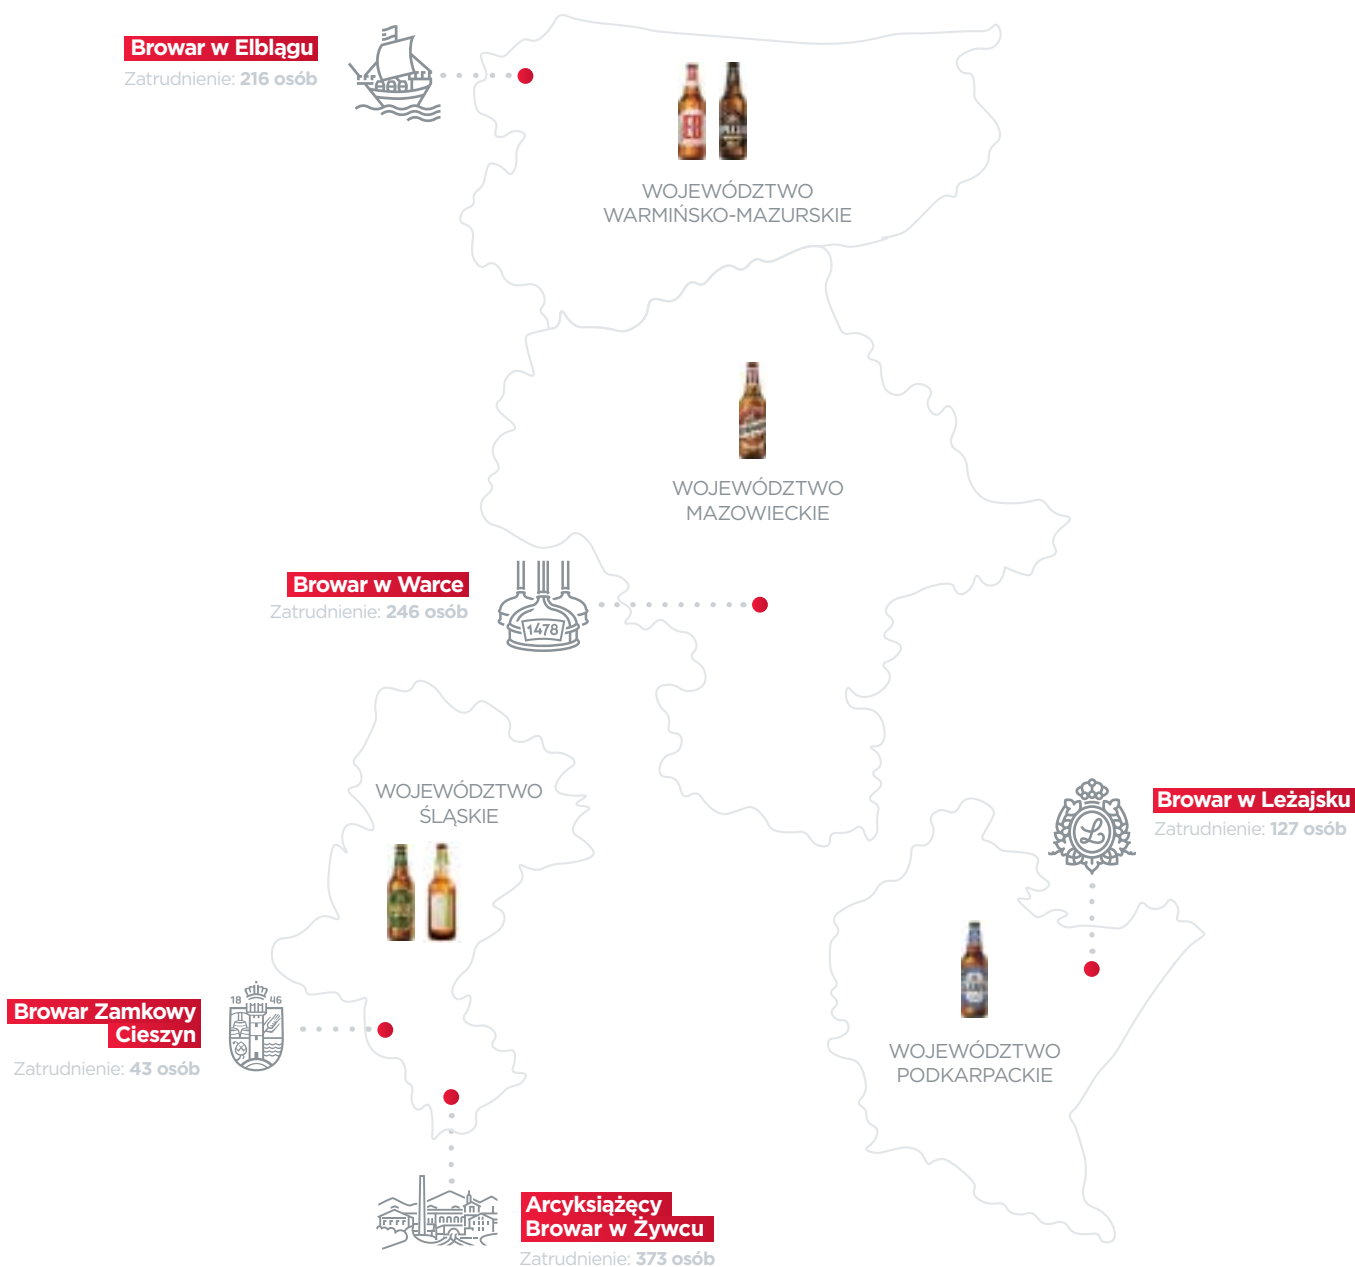 Browar w Elblągu
Zatrudnienie: 216 osób
EB
WOJEWÓDZTWO
WARMIŃSKO-MAZURSKIE
WOJEWÓDZTWO
MAZOWIECKIE
Browar w Warce
Zatrudnienie: 246 osób
1478
WOJEWÓDZTWO
ŚLĄSKIE
Browar w Leżajsku
Zatrudnienie: 127 osób
L
18 46
Browar Zamkowy
Cieszyn
Zatrudnienie: 43 osób
WOJEWÓDZTWO
PODKARPACKIE
Arcyksiążęcy
Browar w Żywcu
Zatrudnienie: 373 osób